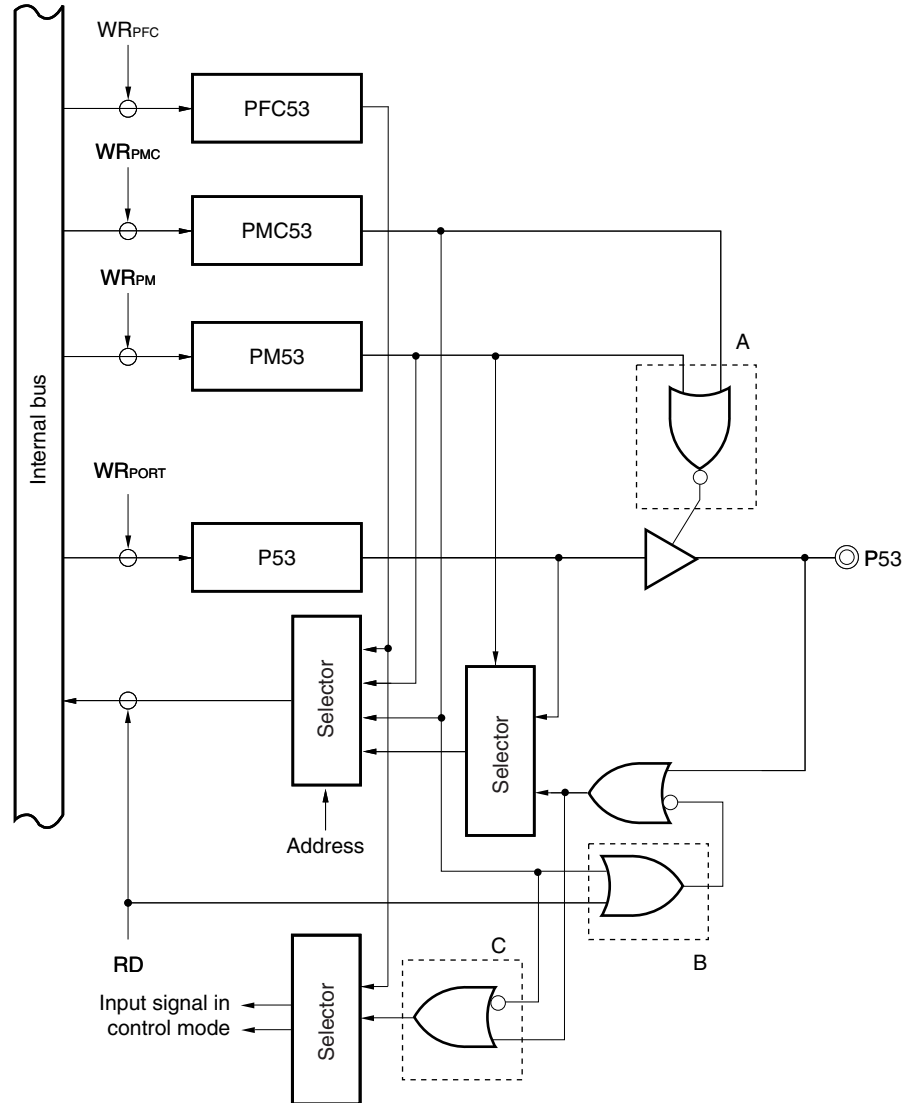 WRPFC
PFC53
WRPMC
PMC53
WRPM
PM53
A
Internal bus
WRPORT
P53
P53
Selector
Selector
Address
RD
B
C
Input signal in
control mode
Selector